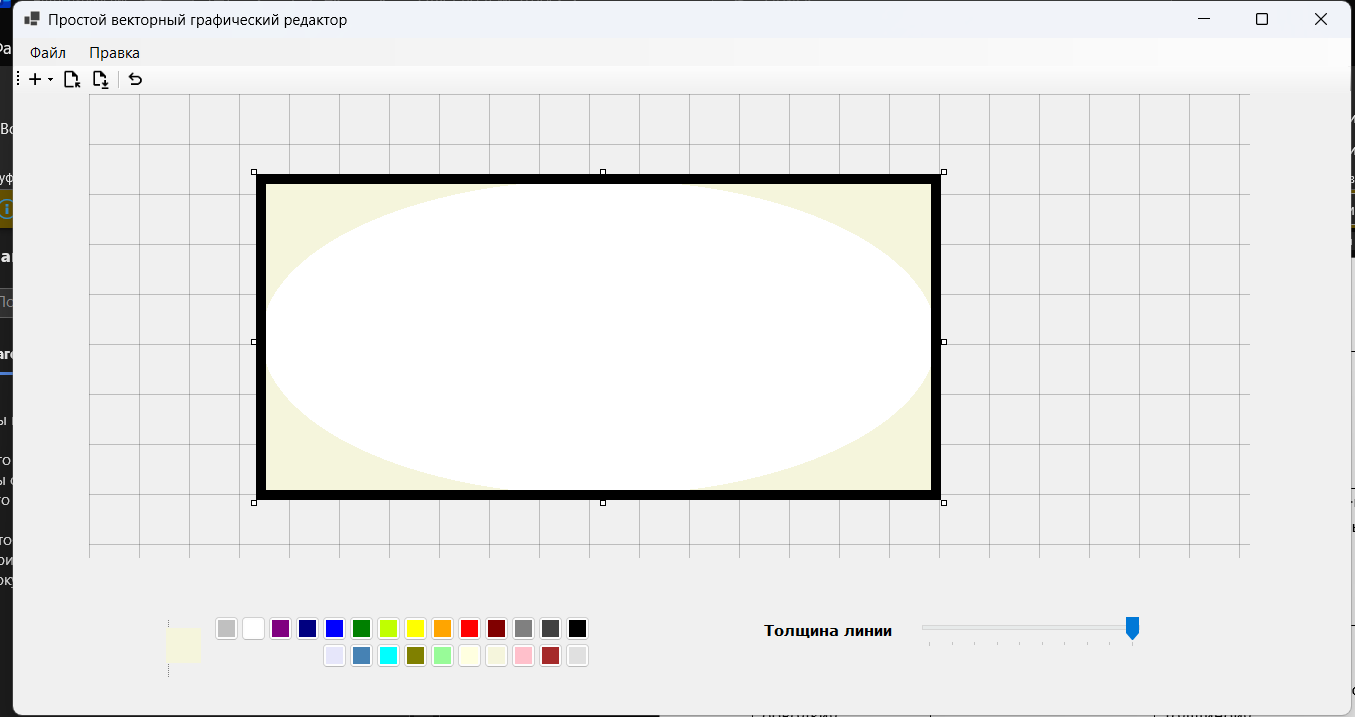 Простой векторный графический редактор
Файл Правка
Толщина линии